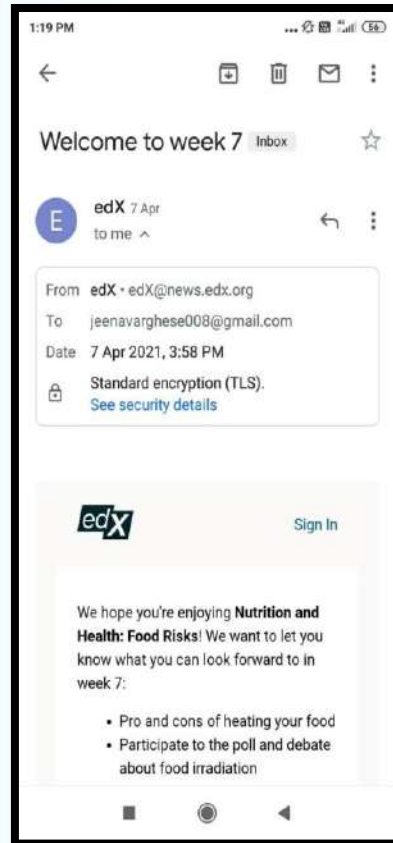 1:19 PM
... 56
Welcome to week 7 Inbox
E
edX 7 Apr
to me
From edX • edX@news.edx.org
To jeenavarghese008@gmail.com
Date 7 Apr 2021, 3:58 PM
Standard encryption (TLS).
See security details
edX
Sign In
We hope you're enjoying Nutrition and
Health: Food Risks! We want to let you
know what you can look forward to in
week 7:
• Pro and cons of heating your food
• Participate to the poll and debate
about food irradiation